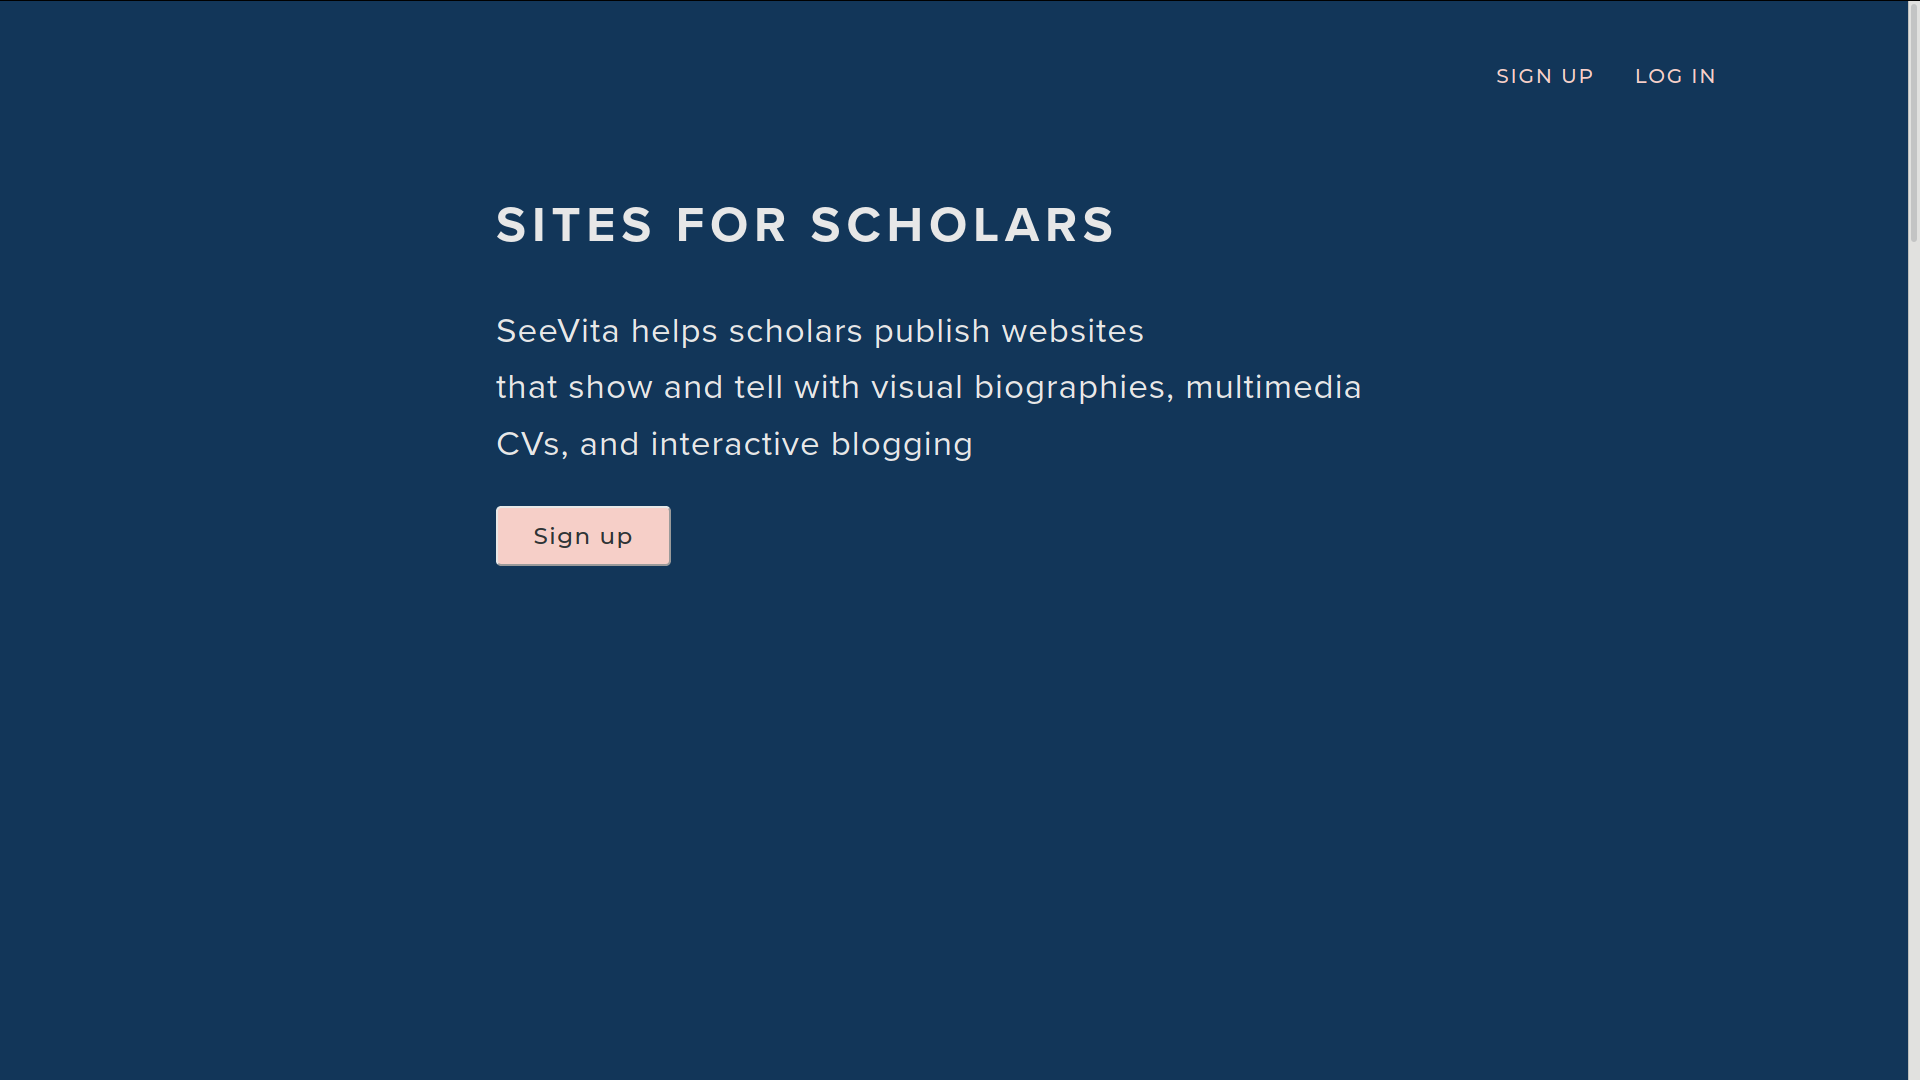 SIGN UP LOG IN
SITES FOR SCHOLARS
SeeVita helps scholars publish websites
that show and tell with visual biographies, multimedia
CVs, and interactive blogging
Sign up